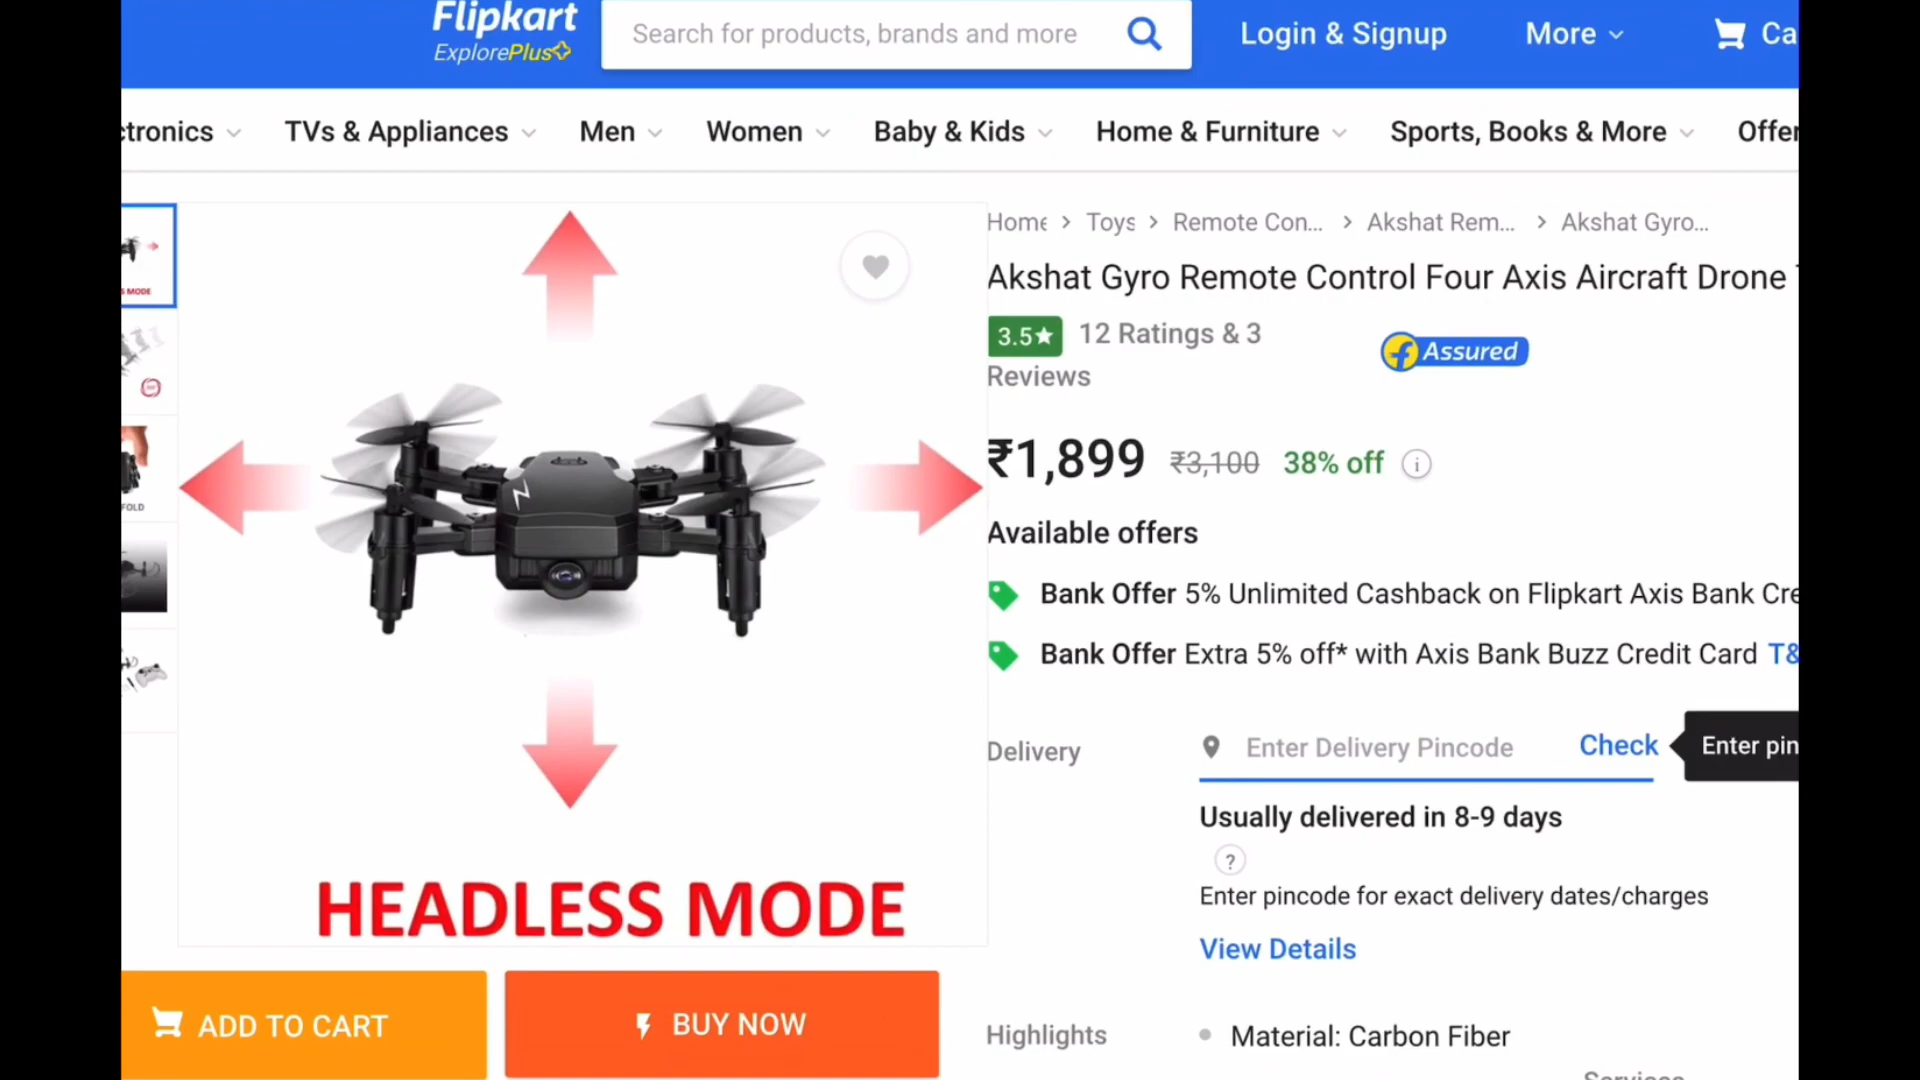 Flipkart
ExplorePlus
Search for products, brands and more
Login & Signup
More
Ca
ctronics
TVs & Appliances
Men
Women
Baby & Kids
Home & Furniture
Sports, Books & More
Offer
Home > Toys > Remote Con... > Akshat Rem... > Akshat Gyro...
Akshat Gyro Remote Control Four Axis Aircraft Drone
3.5★ 12 Ratings & 3
Reviews
Assured
₹1,899 ₹3,100 38% off
Available offers
Bank Offer 5% Unlimited Cashback on Flipkart Axis Bank Cre
Bank Offer Extra 5% off* with Axis Bank Buzz Credit Card T&
Delivery
Enter Delivery Pincode
Check
Enter pin
Usually delivered in 8-9 days
?
Enter pincode for exact delivery dates/charges
View Details
Highlights
Material: Carbon Fiber
S MODE
FOLD
HEADLESS MODE
ADD TO CART
BUY NOW